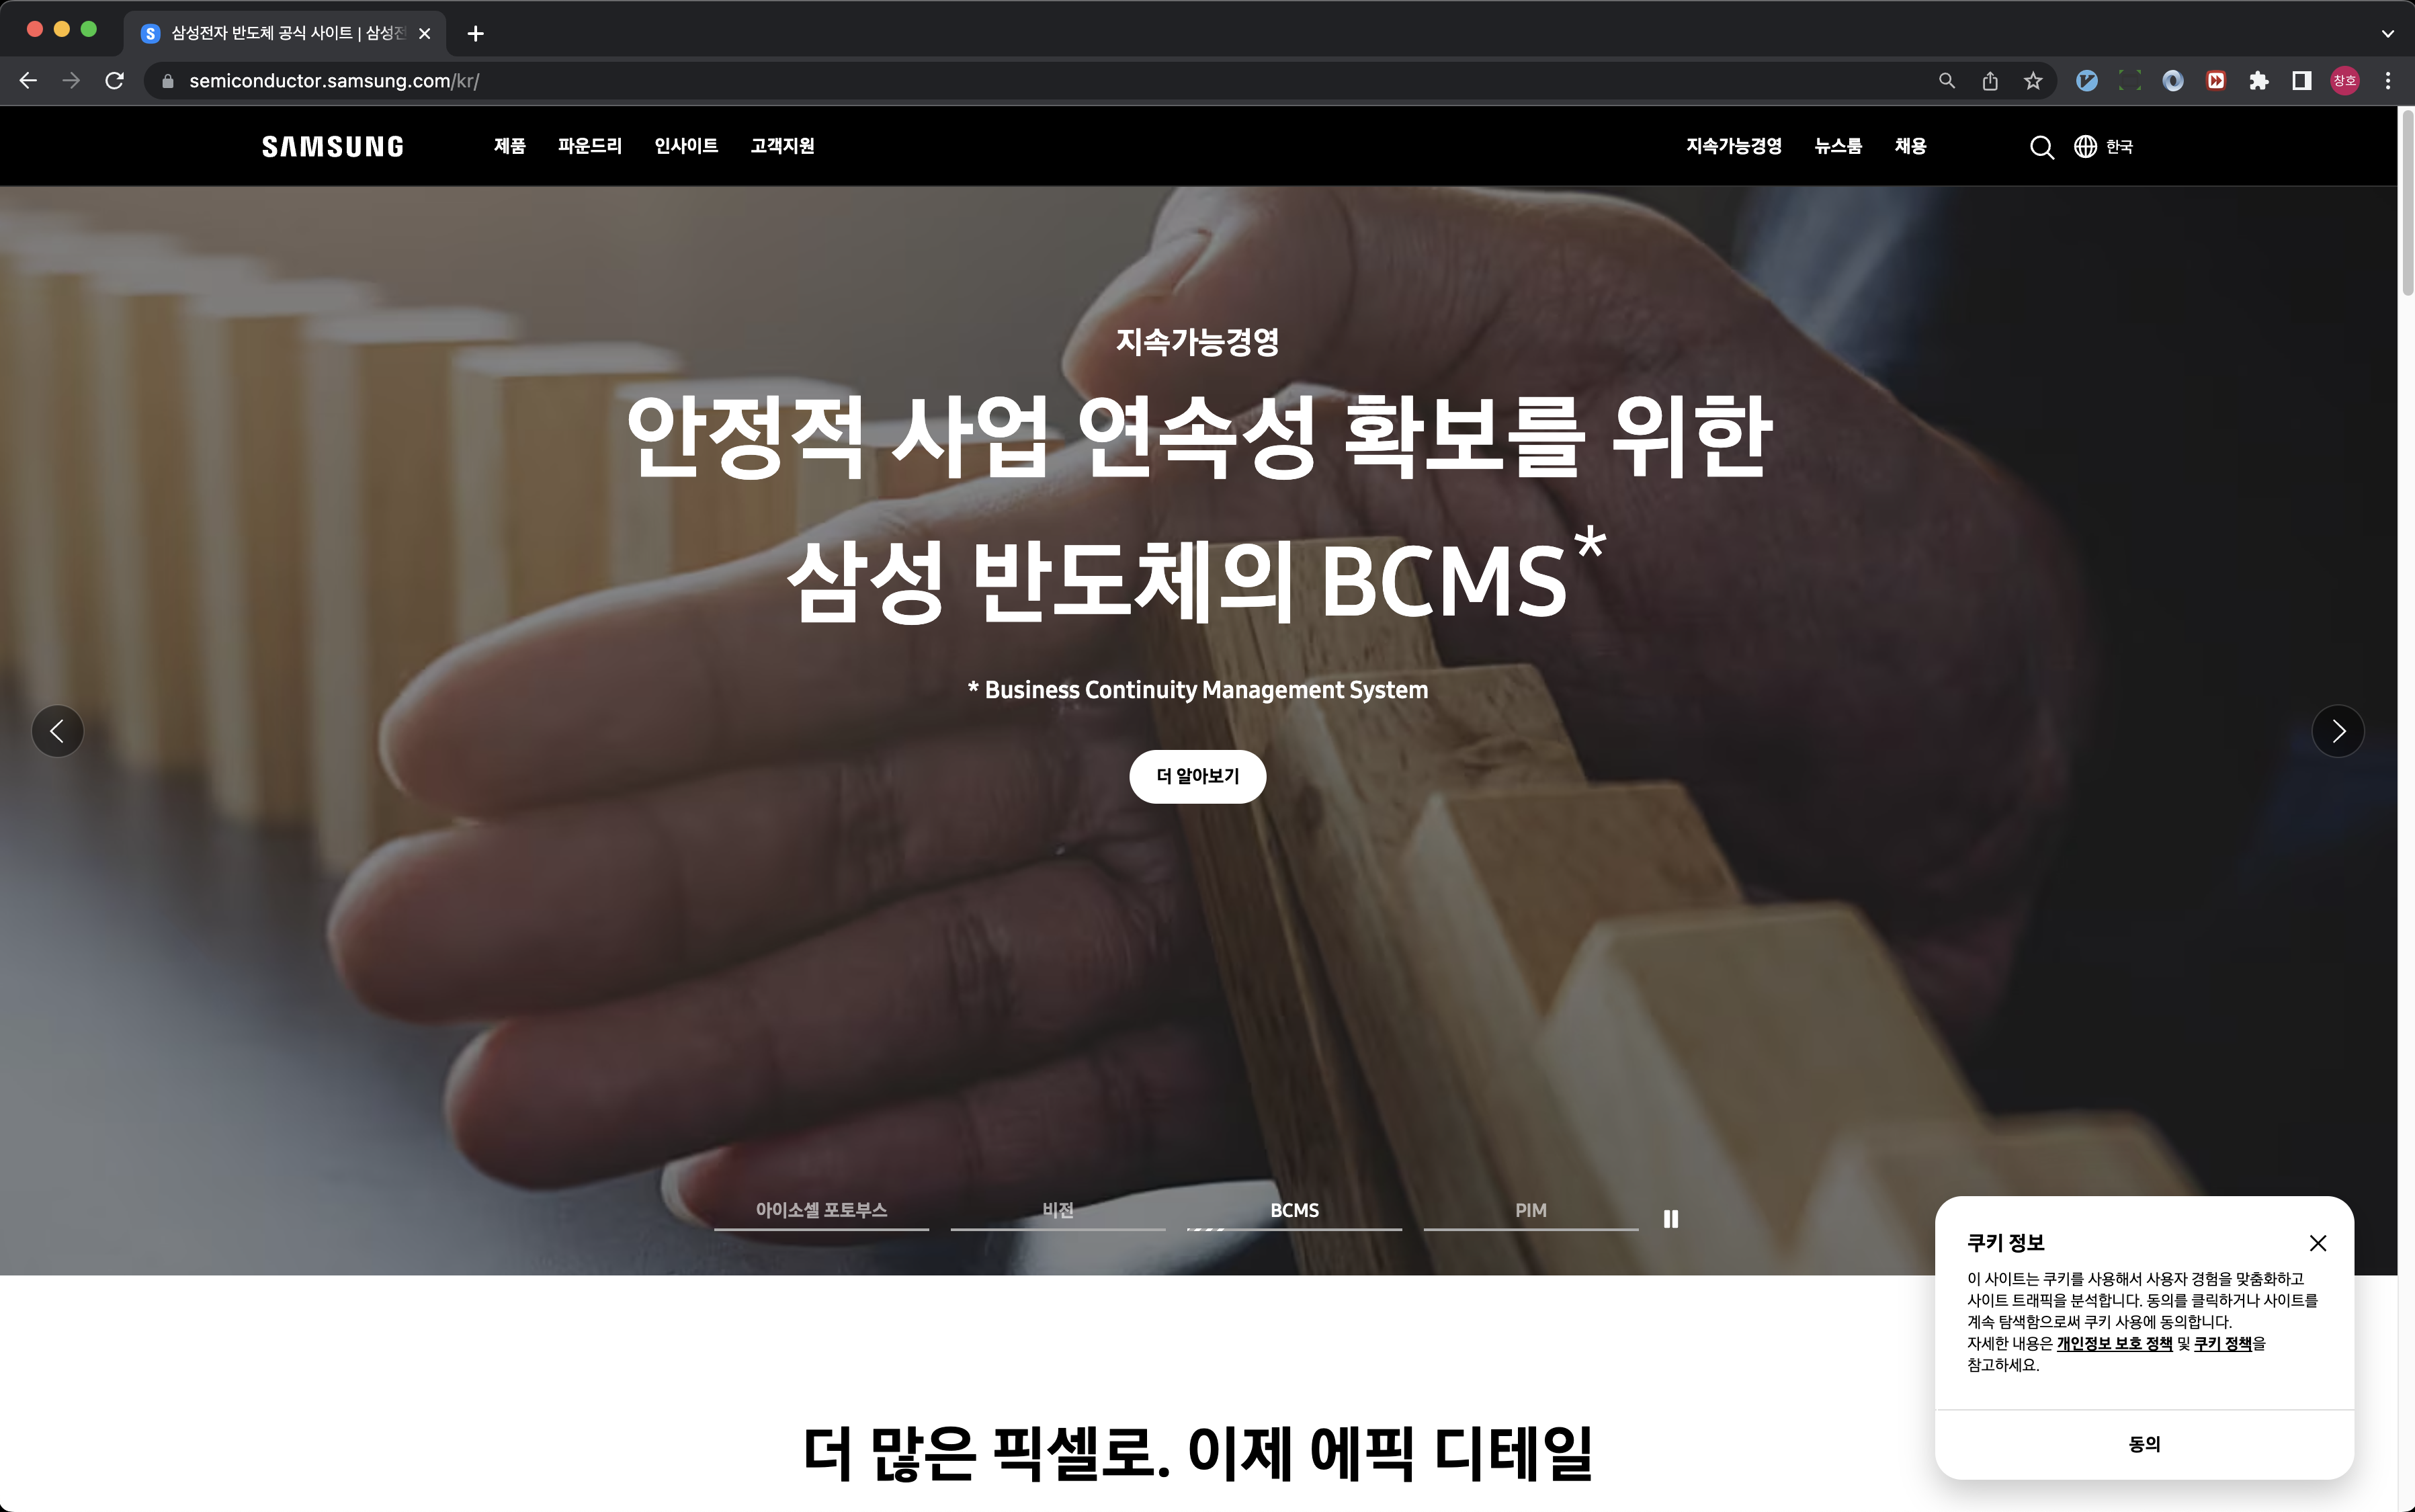 삼성전자 반도체 공식 사이트 | 삼성전
semiconductor.samsung.com/kr/
창호
SAMSUNG
제품 파운드리 인사이트 고객지원 지속가능경영 뉴스룸 채용 한국
지속가능경영
안정적 사업 연속성 확보를 위한
삼성 반도체의 BCMS*
* Business Continuity Management System
더 알아보기
아이소셀 포토부스 비전 BCMS PIM
쿠키 정보
이 사이트는 쿠키를 사용해서 사용자 경험을 맞춤화하고
사이트 트래픽을 분석합니다. 동의를 클릭하거나 사이트를
계속 탐색함으로써 쿠키 사용에 동의합니다.
자세한 내용은 개인정보 보호 정책 및 쿠키 정책을
참고하세요.
동의
더 많은 픽셀로. 이제 에픽 디테일